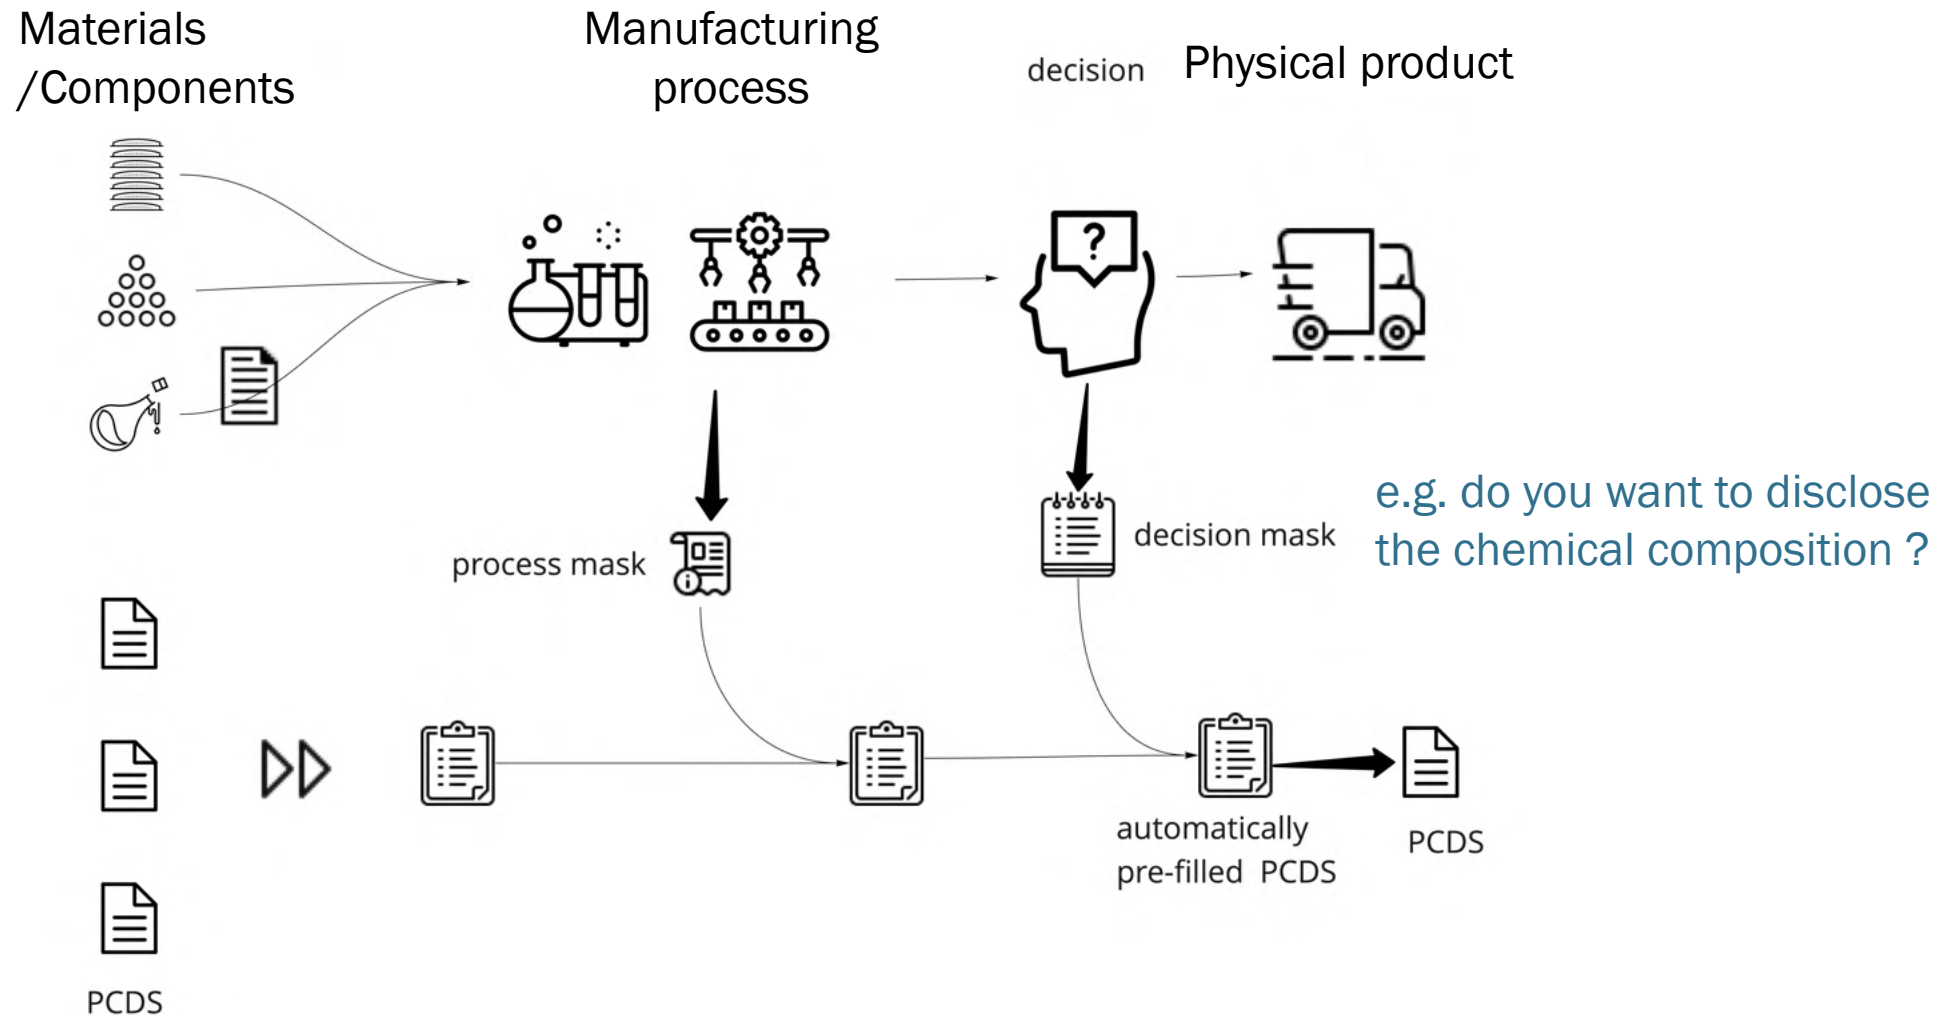 Materials
/Components
Manufacturing
process
decision
Physical product
?
e.g. do you want to disclose
the chemical composition ?
decision mask
process mask
automatically
pre-filled PCDS
PCDS
PCDS